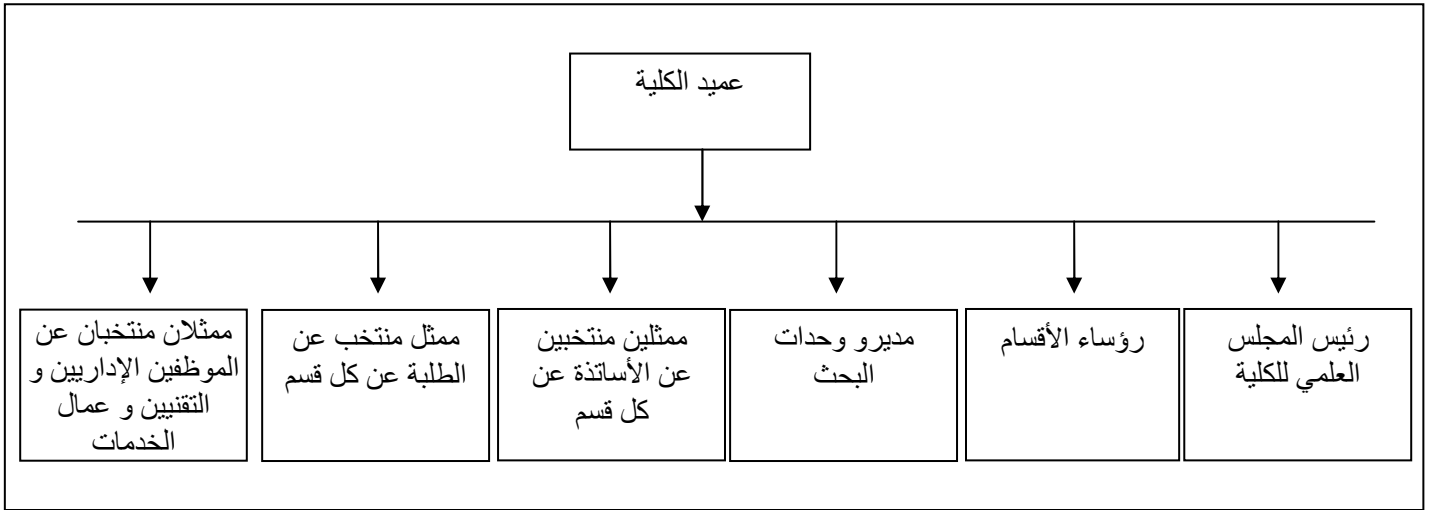 عميد الكلية
رئيس المجلس
العلمي للكلية
رؤساء الأقسام
مديرو وحدات
البحث
ممثلين منتخبين
عن الأساتذة عن
كل قسم
ممثل منتخب عن
الطلبة عن كل قسم
ممثلان منتخبان عن
الموظفين الإداريين و
التقنيين و عمال
الخدمات